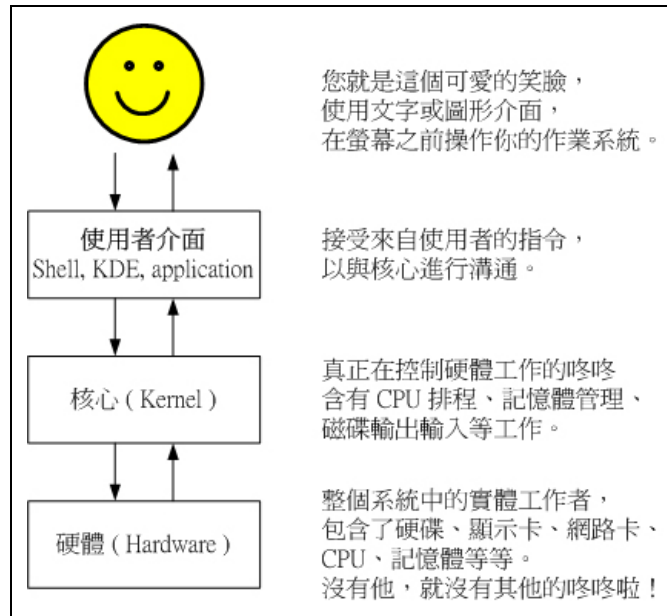 您就是這個可愛的笑臉，
使用文字或圖形介面，
在螢幕之前操作你的作業系統。
使用者介面
Shell, KDE, application
接受來自使用者的指令，
以與核心進行溝通。
核心 ( Kernel )
真正在控制硬體工作的咚咚
含有 CPU 排程、記憶體管理、
磁碟輸出輸入等工作。
硬體 ( Hardware )
整個系統中的實體工作者，
包含了硬碟、顯示卡、網路卡、
CPU、記憶體等等。
沒有他，就沒有其他的咚咚啦！